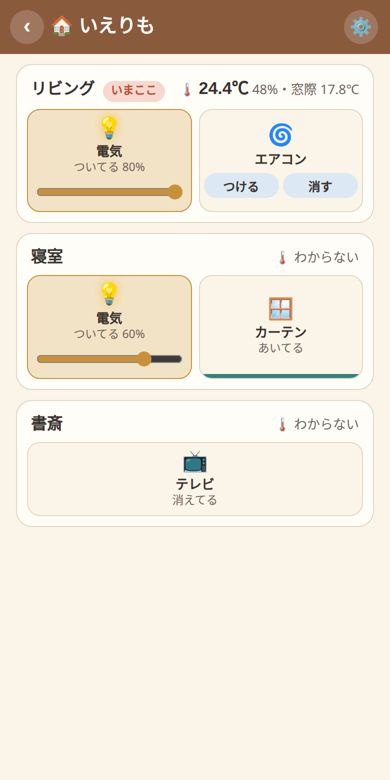 いえりも
リビング いまここ 24.4℃ 48%・窓際 17.8℃
電気
ついてる 80%
エアコン
つける 消す
寝室 わからない
電気
ついてる 60%
カーテン
あいてる
書斎 わからない
テレビ
消えてる